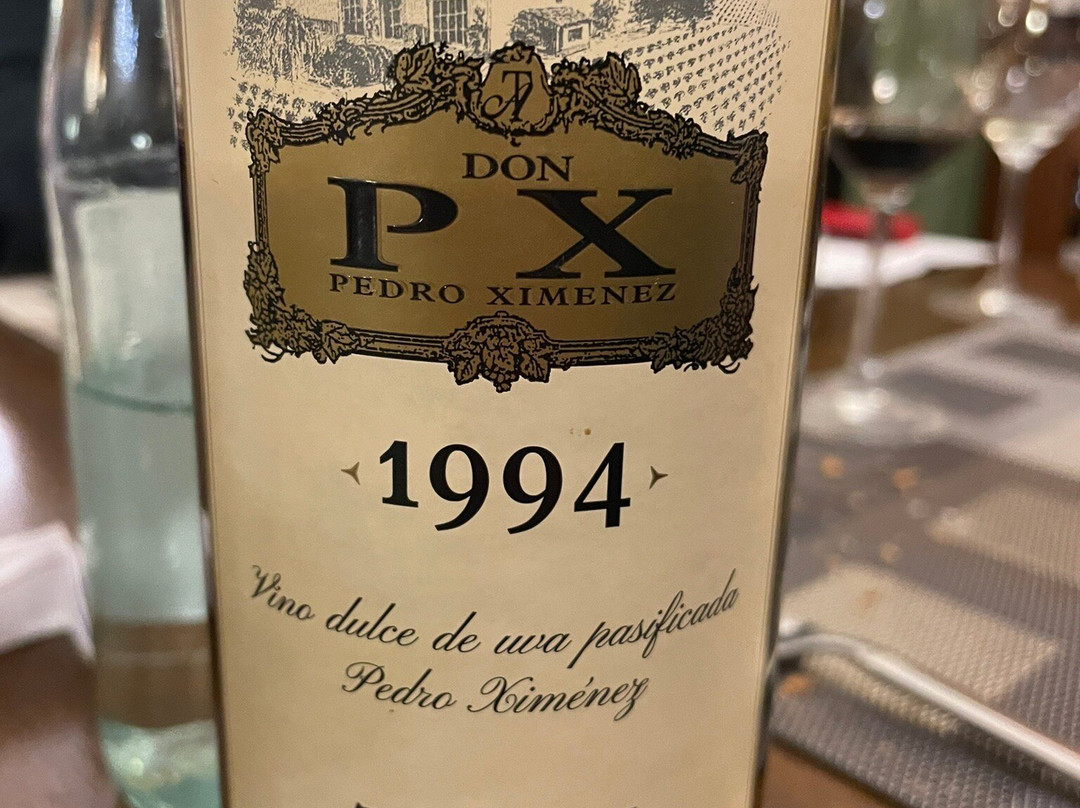 DON
PX
PEDRO XIMENEZ
1994
Vino dulce de uva pasificada
Pedro Ximénez